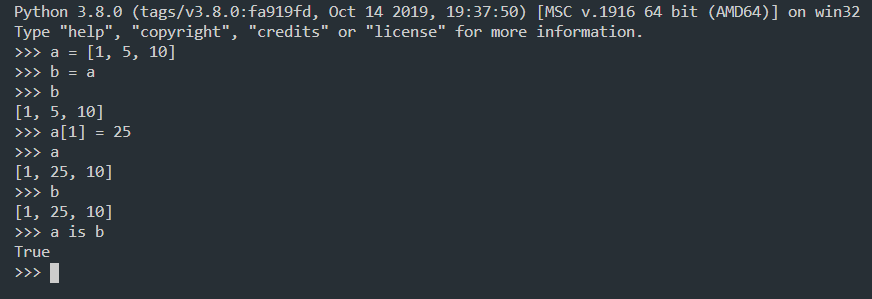 Python 3.8.0 (tags/v3.8.0:fa919fd, Oct 14 2019, 19:37:50) [MSC v.1916 64 bit (AMD64)] on win32
Type "help", "copyright", "credits" or "license" for more information.
>>> a = [1, 5, 10]
>>> b = a
>>> b
[1, 5, 10]
>>> a[1] = 25
>>> a
[1, 25, 10]
>>> b
[1, 25, 10]
>>> a is b
True
>>>